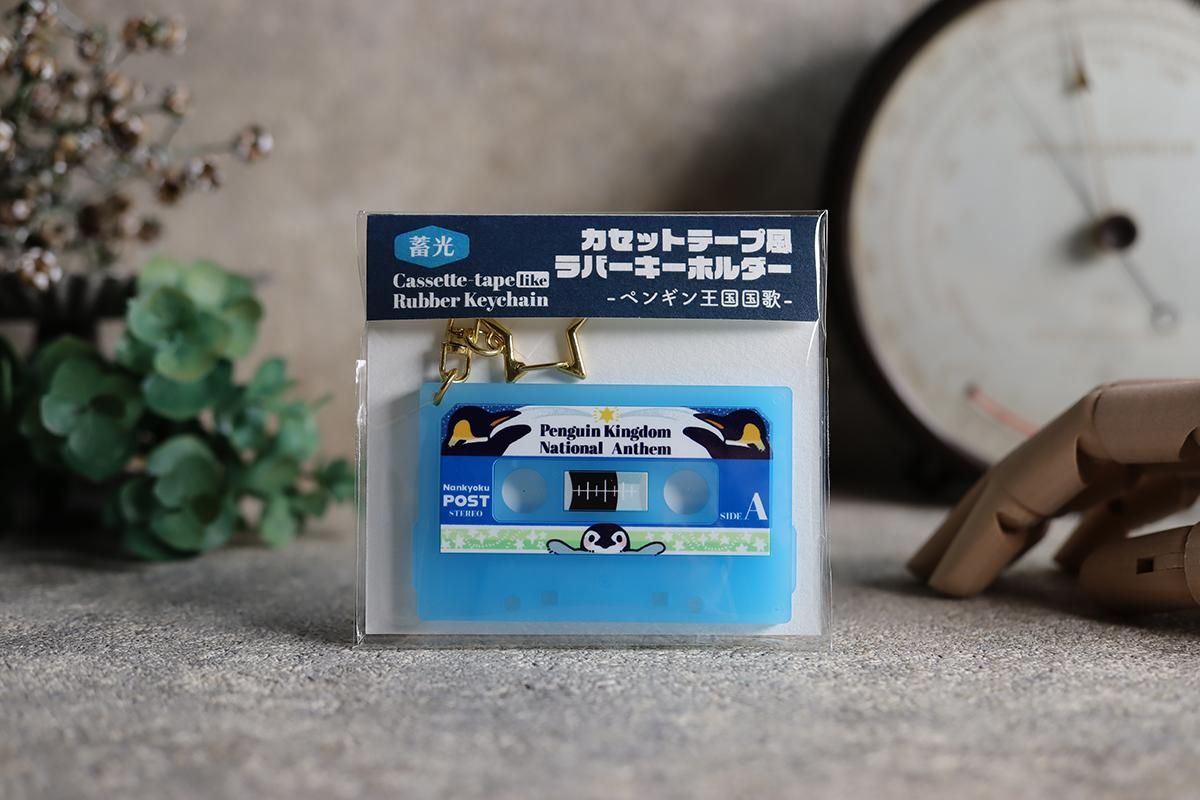 蓄光
カセットテープ風
ラバーキーホルダー
-ペンギン王国国歌-
Cassette-tape like
Rubber Keychain
Penguin Kingdom
National Anthem
Nankyoku
POST
STEREO
SIDE A